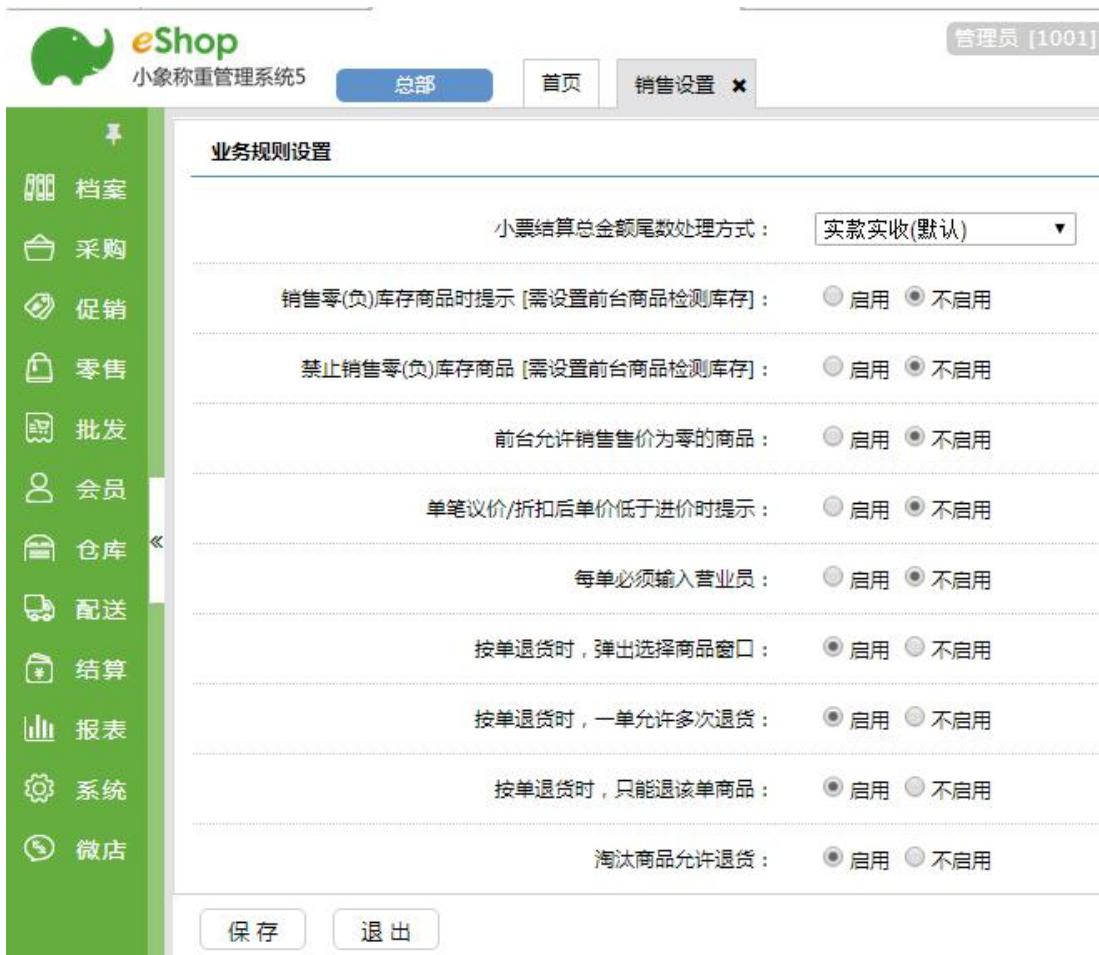 eShop
小象称重管理系统5
管理员 [1001]
总部
首页
销售设置 ✖
档案
采购
促销
零售
批发
会员
仓库
配送
结算
报表
系统
微店
«
业务规则设置
小票结算总金额尾数处理方式： 实款实收(默认)
销售零(负)库存商品时提示 [需设置前台商品检测库存]： 启用 不启用
禁止销售零(负)库存商品 [需设置前台商品检测库存]： 启用 不启用
前台允许销售售价为零的商品： 启用 不启用
单笔议价/折扣后单价低于进价时提示： 启用 不启用
每单必须输入营业员： 启用 不启用
按单退货时，弹出选择商品窗口： 启用 不启用
按单退货时，一单允许多次退货： 启用 不启用
按单退货时，只能退该单商品： 启用 不启用
淘汰商品允许退货： 启用 不启用
保存 退出